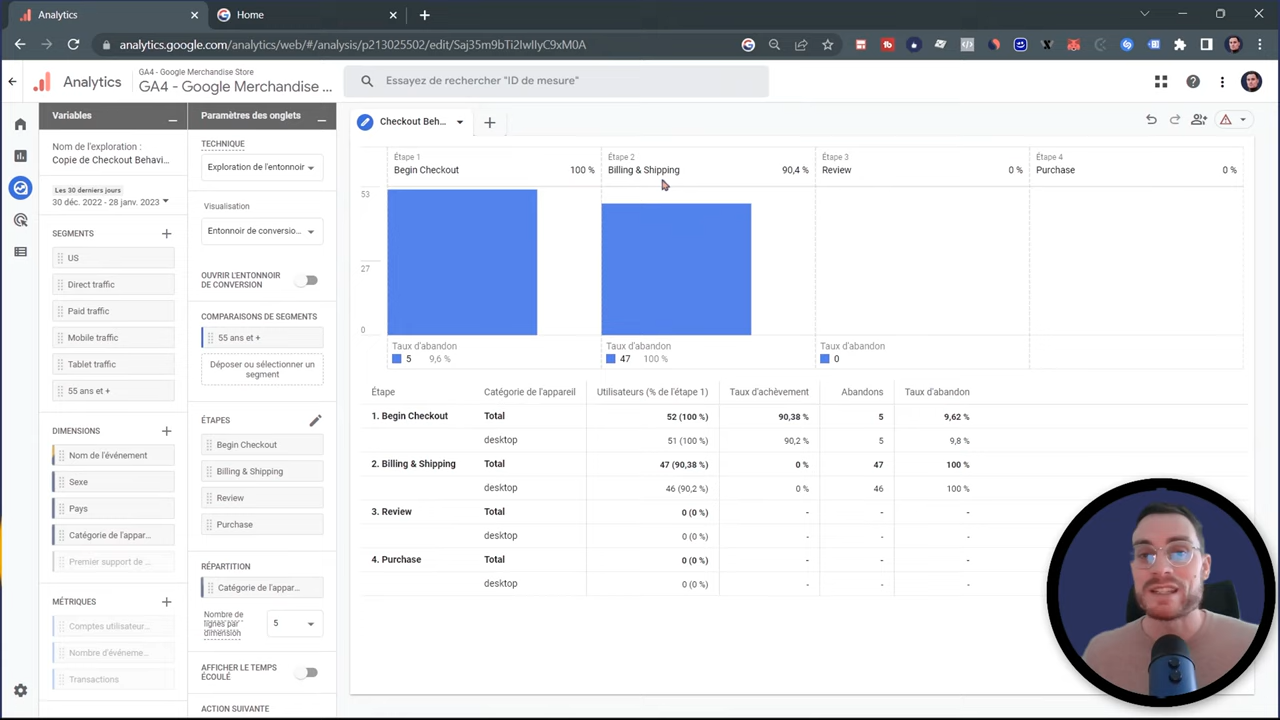 Analytics
Home
analytics.google.com/analytics/web/#/analysis/p213025502/edit/Saj35m9bTi2IwIlyC9xM0A
Analytics
GA4 - Google Merchandise Store
GA4 - Google Merchandise ...
Essayez de rechercher "ID de mesure"
Variables
Nom de l'exploration :
Copie de Checkout Behavi...
Les 30 derniers jours
30 déc. 2022 - 28 janv. 2023
SEGMENTS
US
Direct traffic
Paid traffic
Mobile traffic
Tablet traffic
55 ans et +
DIMENSIONS
Nom de l'événement
Sexe
Pays
Catégorie de l'appar...
Premier support de ...
MÉTRIQUES
Comptes utilisateur...
Nombre d'événeme...
Transactions
Paramètres des onglets
TECHNIQUE
Exploration de l'entonnoir
Visualisation
Entonnoir de conversio...
OUVRIR L'ENTONNOIR
DE CONVERSION
COMPARAISONS DE SEGMENTS
55 ans et +
Déposer ou sélectionner un
segment
ÉTAPES
Begin Checkout
Billing & Shipping
Review
Purchase
RÉPARTITION
Catégorie de l'appar...
Nombre de
lignes par
dimension
5
AFFICHER LE TEMPS
ÉCOULÉ
ACTION SUIVANTE
Checkout Beh...
Étape 1
Begin Checkout 100 %
Étape 2
Billing & Shipping 90,4 %
Étape 3
Review 0 %
Étape 4
Purchase 0 %
53
27
0
Taux d'abandon
5 9,6 %
Taux d'abandon
47 100 %
Taux d'abandon
0
Étape Catégorie de l'appareil Utilisateurs (% de l'étape 1) Taux d'achèvement Abandons Taux d'abandon
1. Begin Checkout Total 52 (100 %) 90,38 % 5 9,62 %
desktop 51 (100 %) 90,2 % 5 9,8 %
2. Billing & Shipping Total 47 (90,38 %) 0 % 47 100 %
desktop 46 (90,2 %) 0 % 46 100 %
3. Review Total 0 (0 %) - - -
desktop 0 (0 %) - - -
4. Purchase Total 0 (0 %) - - -
desktop 0 (0 %) - - -